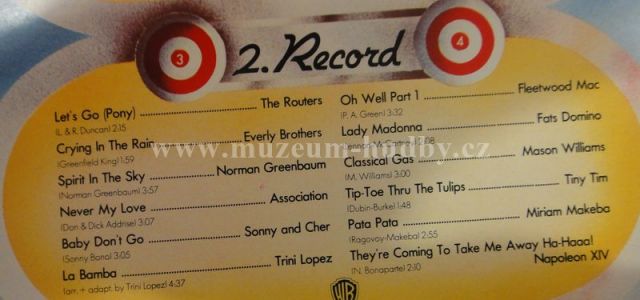 3
2. Record
4
Let's Go (Pony) The Routers
(L. & R. Duncan) 2:15
Crying In The Rain Everly Brothers
(Greenfield King) 1:59
Spirit In The Sky Norman Greenbaum
(Norman Greenbaum) 3:57
Never My Love Association
(Don & Dick Addrise) 3:07
Baby Don't Go Sonny and Cher
(Sonny Bono) 3:05
La Bamba Trini Lopez
(arr. + adapt. by Trini Lopez) 4:37
Oh Well Part 1 Fleetwood Mac
(P. A. Green) 3:32
Lady Madonna Fats Domino
2:08
Classical Gas Mason Williams
(M. Williams) 3:00
Tip-Toe Thru The Tulips Tiny Tim
(Dubin-Burke) 1:48
Pata Pata Miriam Makeba
(Ragovoy-Makeba) 2:55
They're Coming To Take Me Away Ha-Haaa!
(N. Bonaparte) 2:10 Napoleon XIV
WB
www.muzeum-hudby.cz